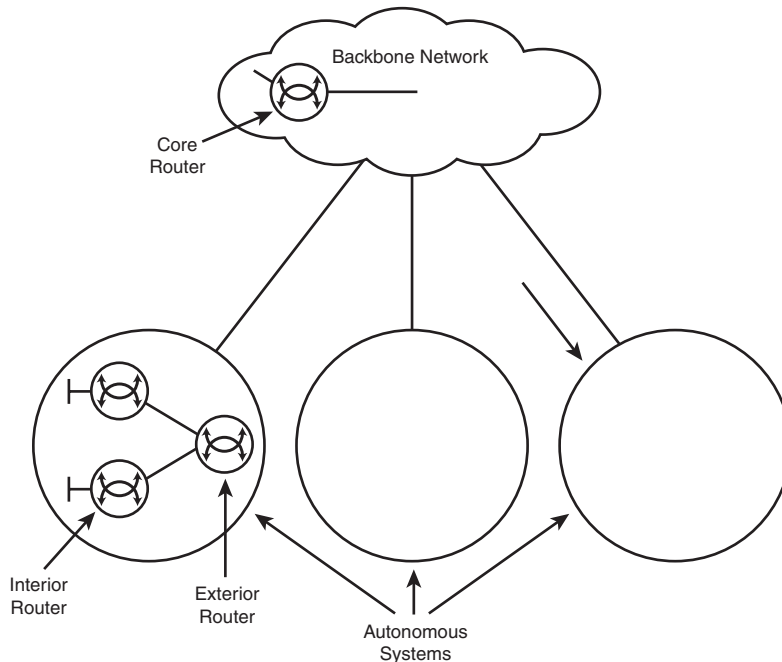 Backbone Network
Core
Router
Interior
Router
Exterior
Router
Autonomous
Systems